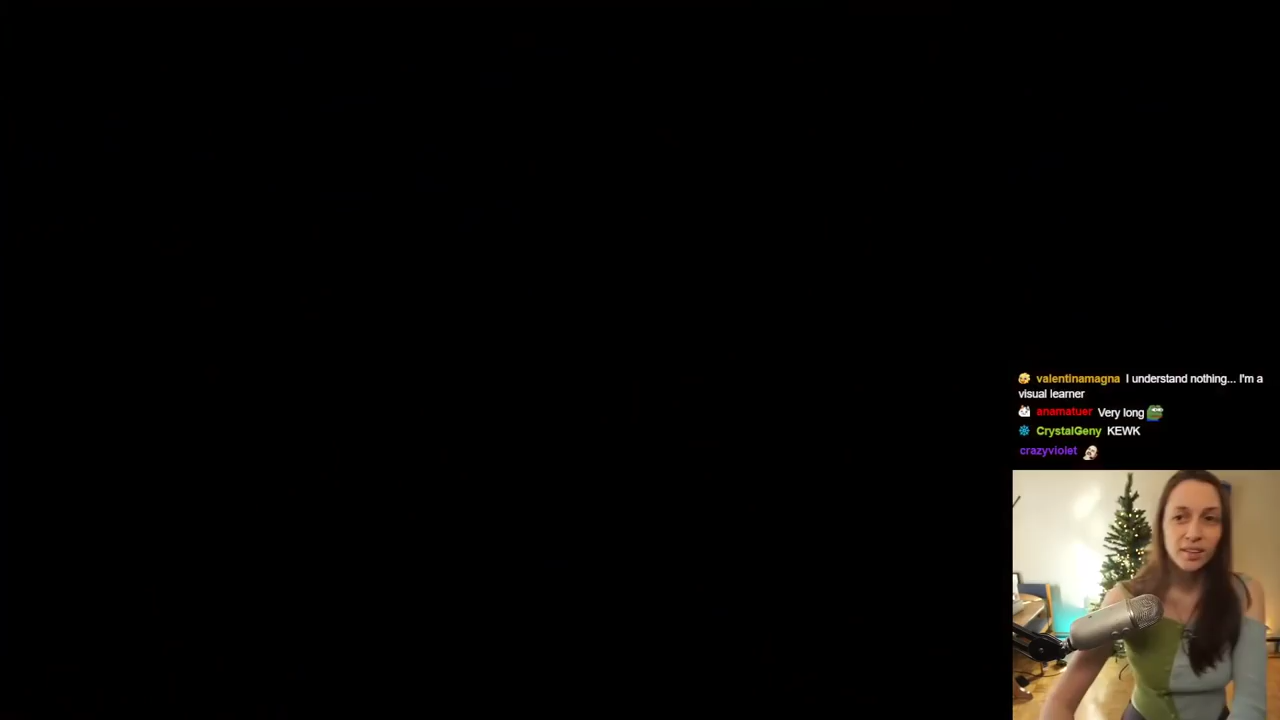 valentinamagna I understand nothing... I'm a
visual learner
anamatuer Very long
CrystalGeny KEWK
crazyviolet